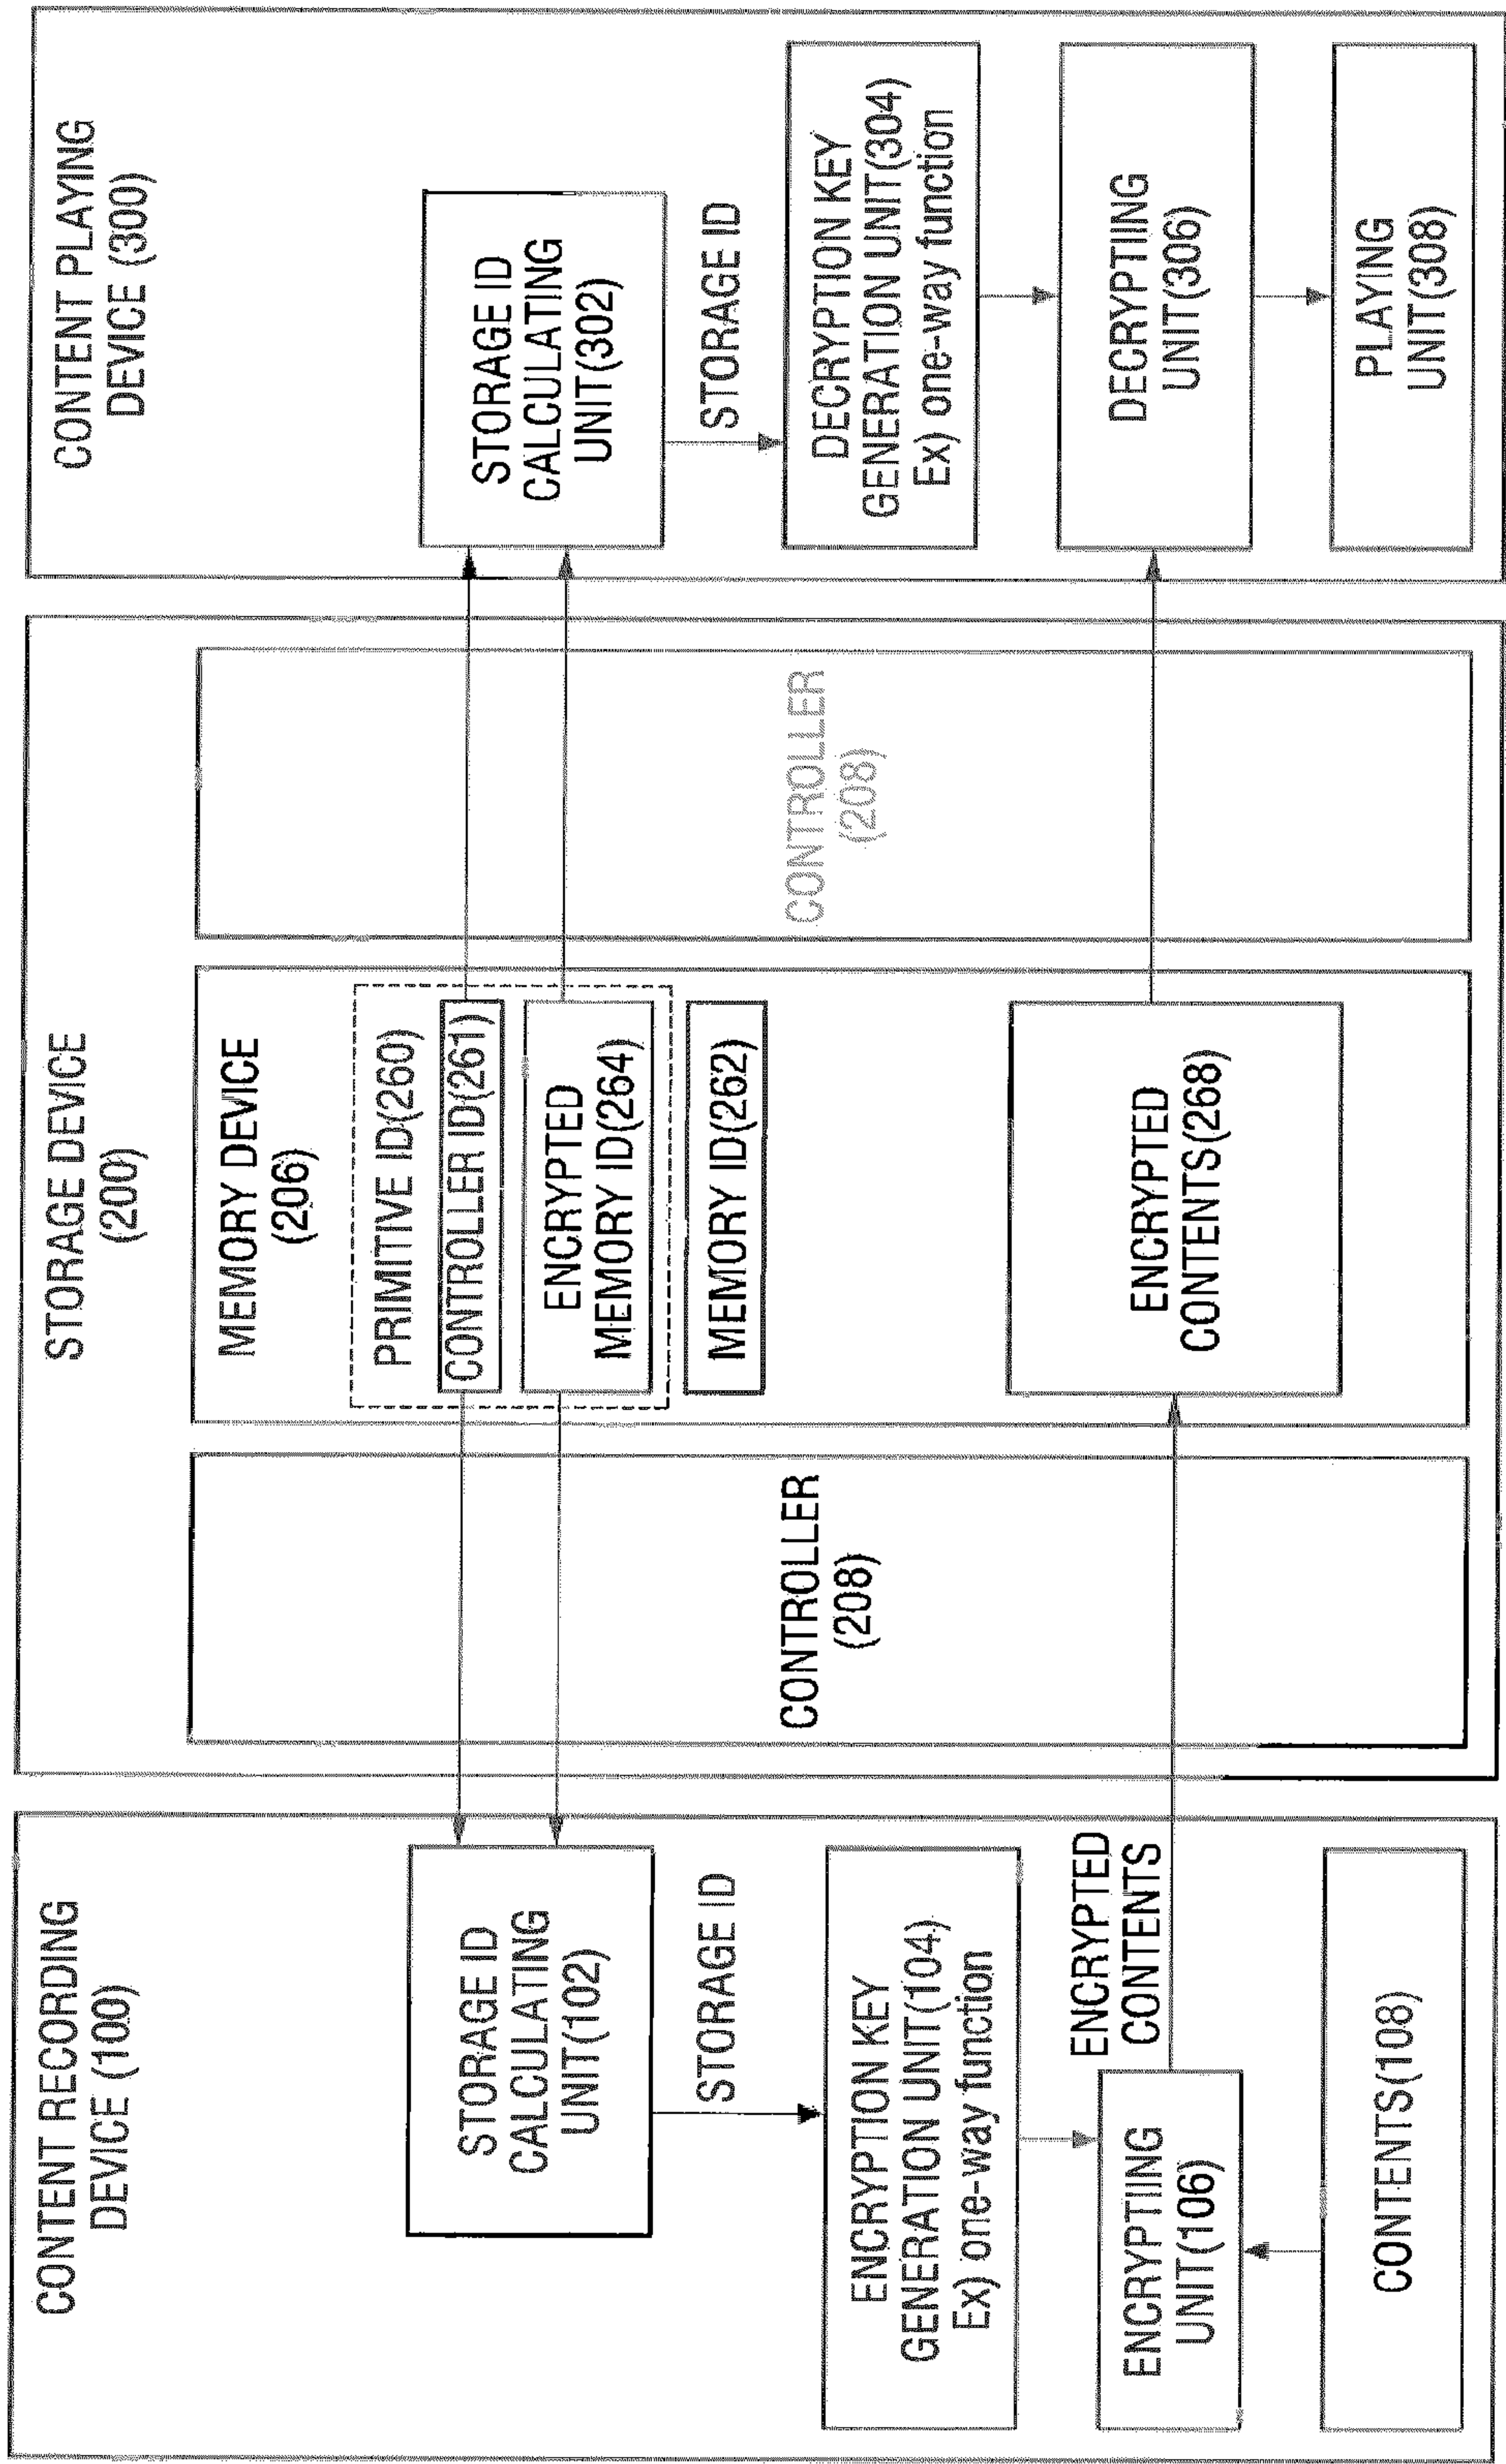 CONTENT RECORDING
DEVICE (100)
STORAGE ID
CALCULATING
UNIT(102)
STORAGE ID
ENCRYPTION KEY
GENERATION UNIT(104)
Ex) one-way function
ENCRYPTIING
UNIT(106)
ENCRYPTED
CONTENTS
CONTENTS(108)
STORAGE DEVICE
(200)
CONTROLLER
(208)
MEMORY DEVICE
(206)
PRIMITIVE ID(260)
CONTROLLER ID(261)
ENCRYPTED
MEMORY ID(264)
MEMORY ID(262)
ENCRYPTED
CONTENTS(268)
CONTROLLER
(208)
CONTENT PLAYING
DEVICE (300)
STORAGE ID
CALCULATING
UNIT(302)
STORAGE ID
DECRYPTION KEY
GENERATION UNIT(304)
Ex) one-way function
DECRYPTIING
UNIT(306)
PLAYING
UNIT(308)